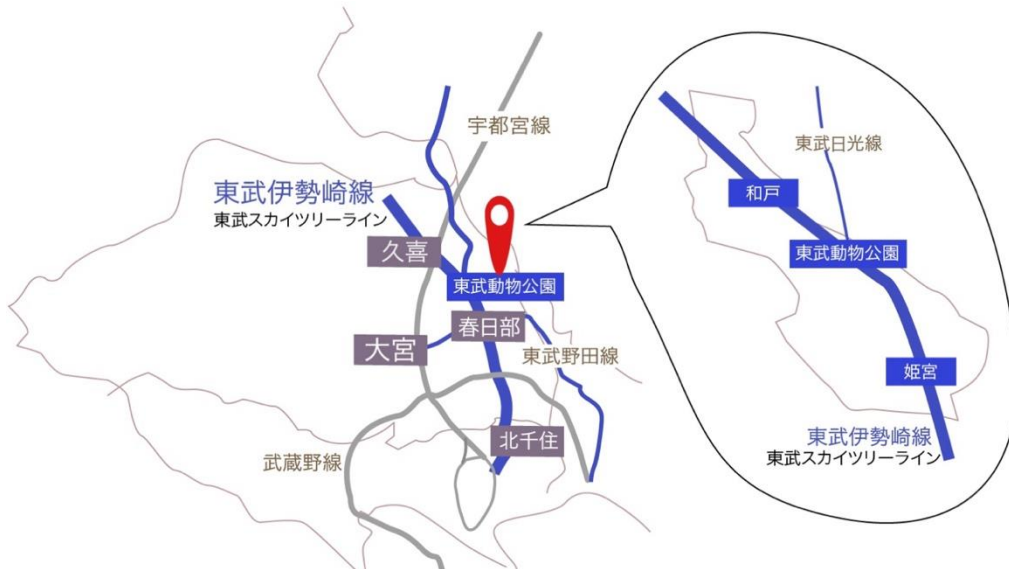 宇都宮線
東武伊勢崎線
東武スカイツリーライン
久喜
東武動物公園
春日部
大宮
東武野田線
北千住
武蔵野線
東武日光線
和戸
東武動物公園
姫宮
東武伊勢崎線
東武スカイツリーライン